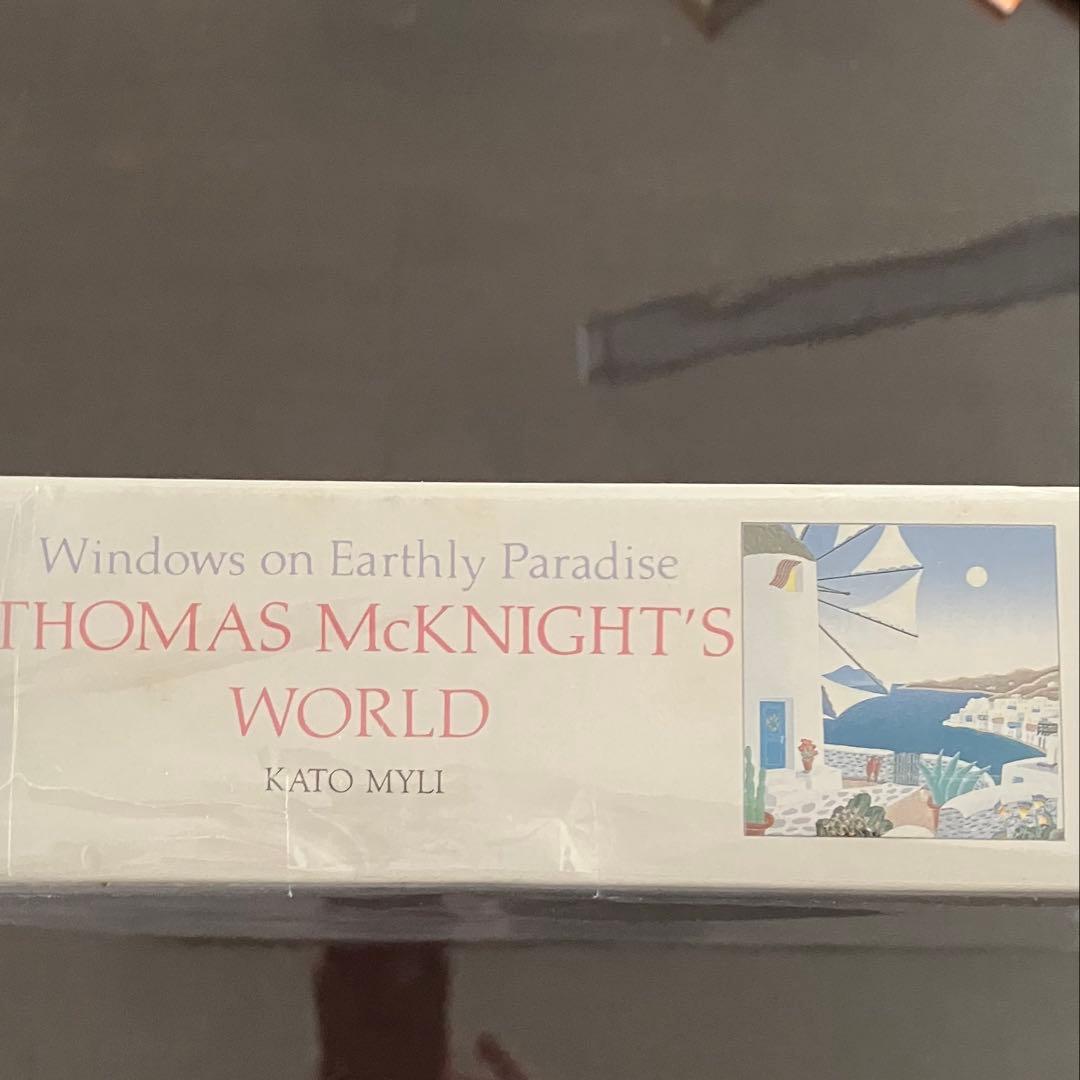 Windows on Earthly Paradise
THOMAS McKNIGHT'S
WORLD
KATO MYLI